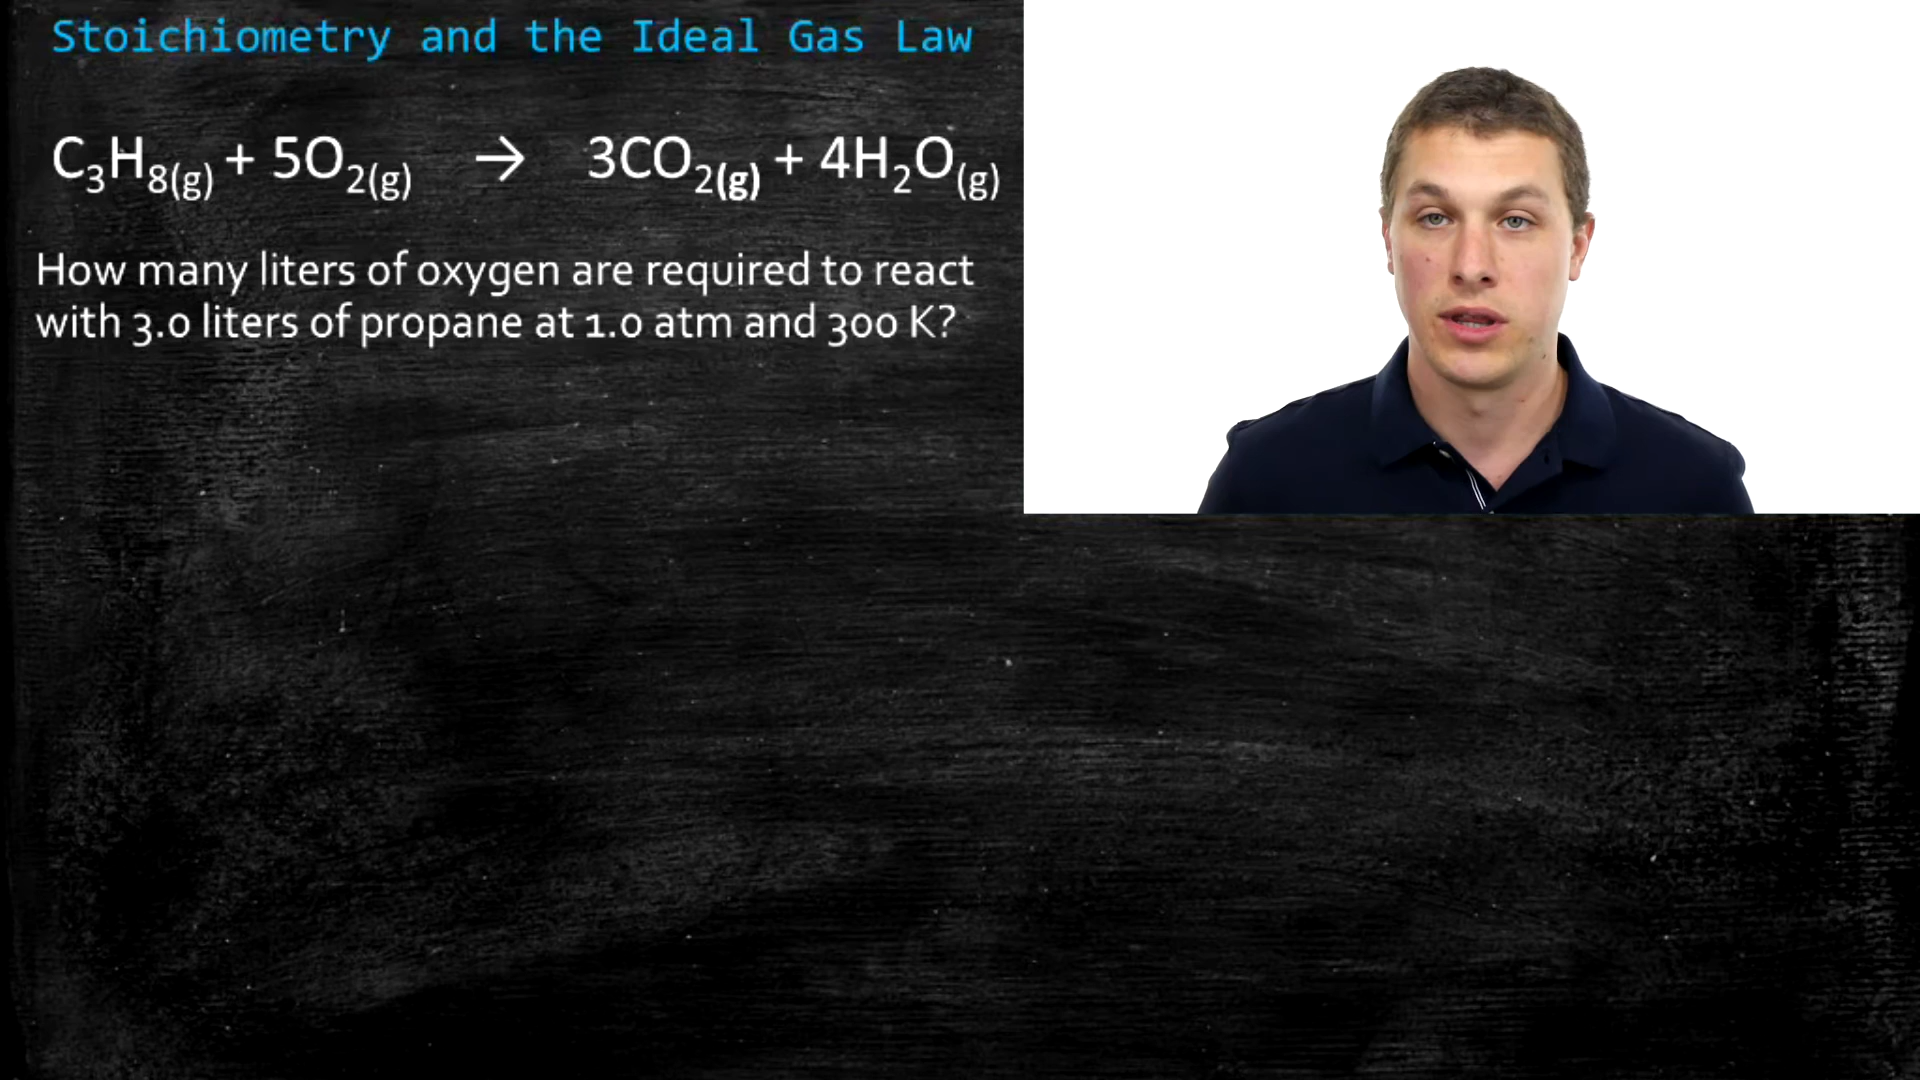 Stoichiometry and the Ideal Gas Law
C₃H₈(g) + 5O₂(g) → 3CO₂(g) + 4H₂O(g)
How many liters of oxygen are required to react
with 3.0 liters of propane at 1.0 atm and 300 K?